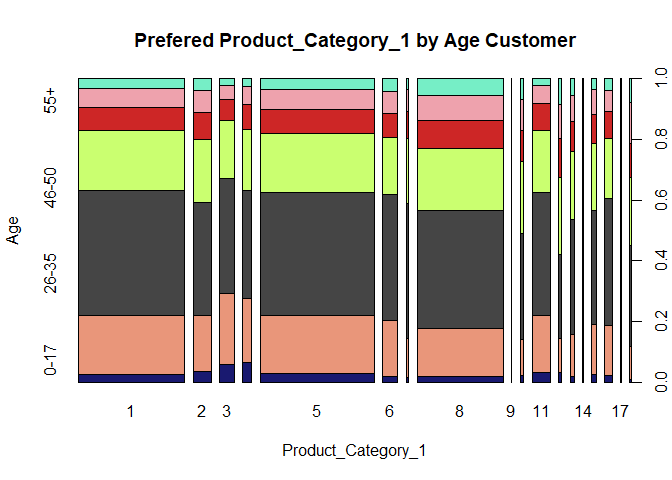 Prefered Product_Category_1 by Age Customer
55+
46-50
26-35
0-17
Age
1.0
0.8
0.6
0.4
0.2
0.0
1 2 3 5 6 8 9 11 14 17
Product_Category_1